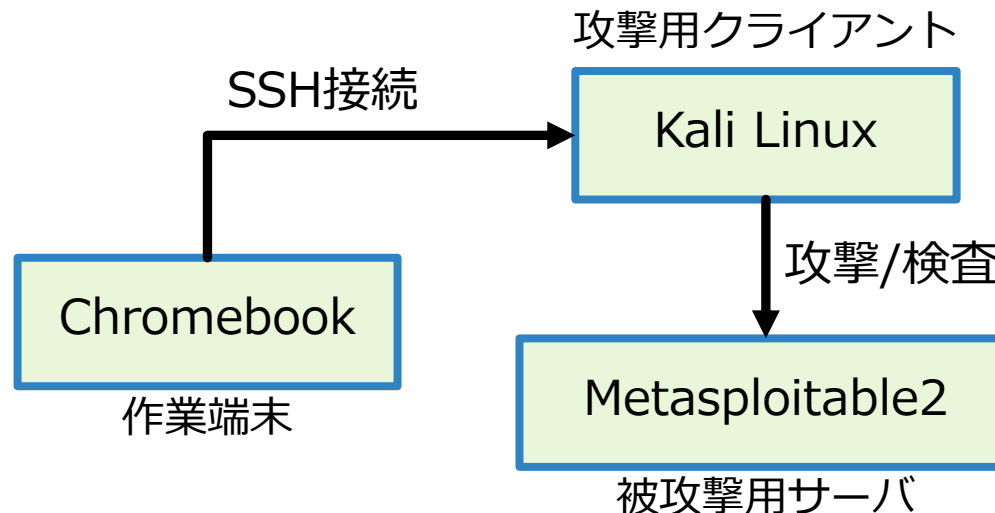 攻撃用クライアント
SSH接続
Kali Linux
攻撃/検査
Chromebook
作業端末
Metasploitable2
被攻撃用サーバ